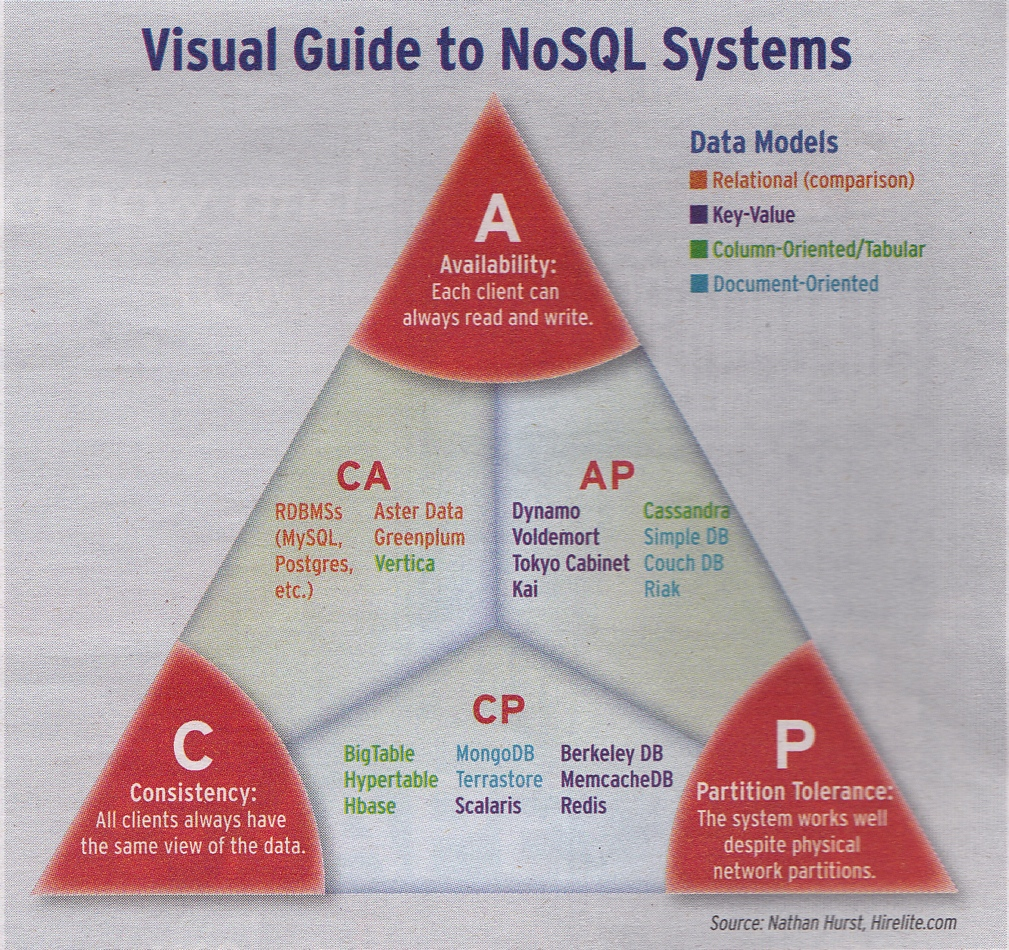 Visual Guide to NoSQL Systems
Data Models
Relational (comparison)
Key-Value
Column-Oriented/Tabular
Document-Oriented
A
Availability:
Each client can
always read and write.
CA
RDBMSs
(MySQL,
Postgres,
etc.)
Aster Data
Greenplum
Vertica
AP
Dynamo
Voldemort
Tokyo Cabinet
Kai
Cassandra
Simple DB
Couch DB
Riak
C
Consistency:
All clients always have
the same view of the data.
CP
BigTable
Hypertable
Hbase
MongoDB
Terrastore
Scalaris
Berkeley DB
MemcacheDB
Redis
P
Partition Tolerance:
The system works well
despite physical
network partitions.
Source: Nathan Hurst, Hirelite.com